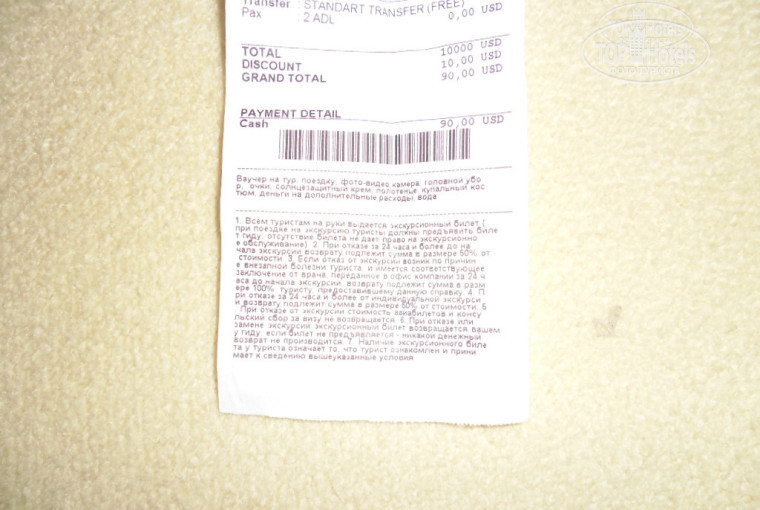 Transfer : STANDART TRANSFER (FREE)
Pax : 2 ADL 0,00 USD
TOTAL 10000 USD
DISCOUNT 10,00 USD
GRAND TOTAL 90,00 USD
PAYMENT DETAIL
Cash 90,00 USD
Ваучер на тур, поездку, фото-видео камера, головной убо
р, очки, солнцезащитный крем, полотенце, купальный кос
тюм, деньги на дополнительные расходы, вода
1. Всем туристам на руки выдается экскурсионный билет (
при поездке на экскурсию туристы должны предъявить биле
т гиду, отсутствие билета не дает право на экскурсионно
е обслуживание). 2. При отказе за 24 часа и более до на
чала экскурсии возврату подлежит сумма в размере 50% от
стоимости. 3. Если отказ от экскурсии возник по причин
е внезапной болезни туриста, и имеется соответствующее
заключение от врача, переданное в офис компании за 24 ч
аса до начала экскурсии, возврату подлежит сумма в разм
ере 100%, туристу, предоставившему данную справку. 4. П
ри отказе за 24 часа и более от индивидуальной экскурси
и возврату подлежит сумма в размере 50% от стоимости. 5
. При отказе от экскурсии стоимость авиабилетов и консу
льский сбор за визу не возвращается. 6. При отказе или
замене экскурсии экскурсионный билет возвращается вашем
у гиду, если билет не предъявляется - никакой денежный
возврат не производится. 7. Наличие экскурсионного биле
та у туриста означает то, что турист ознакомлен и прини
мает к сведению вышеуказанные условия
TOP Hotels